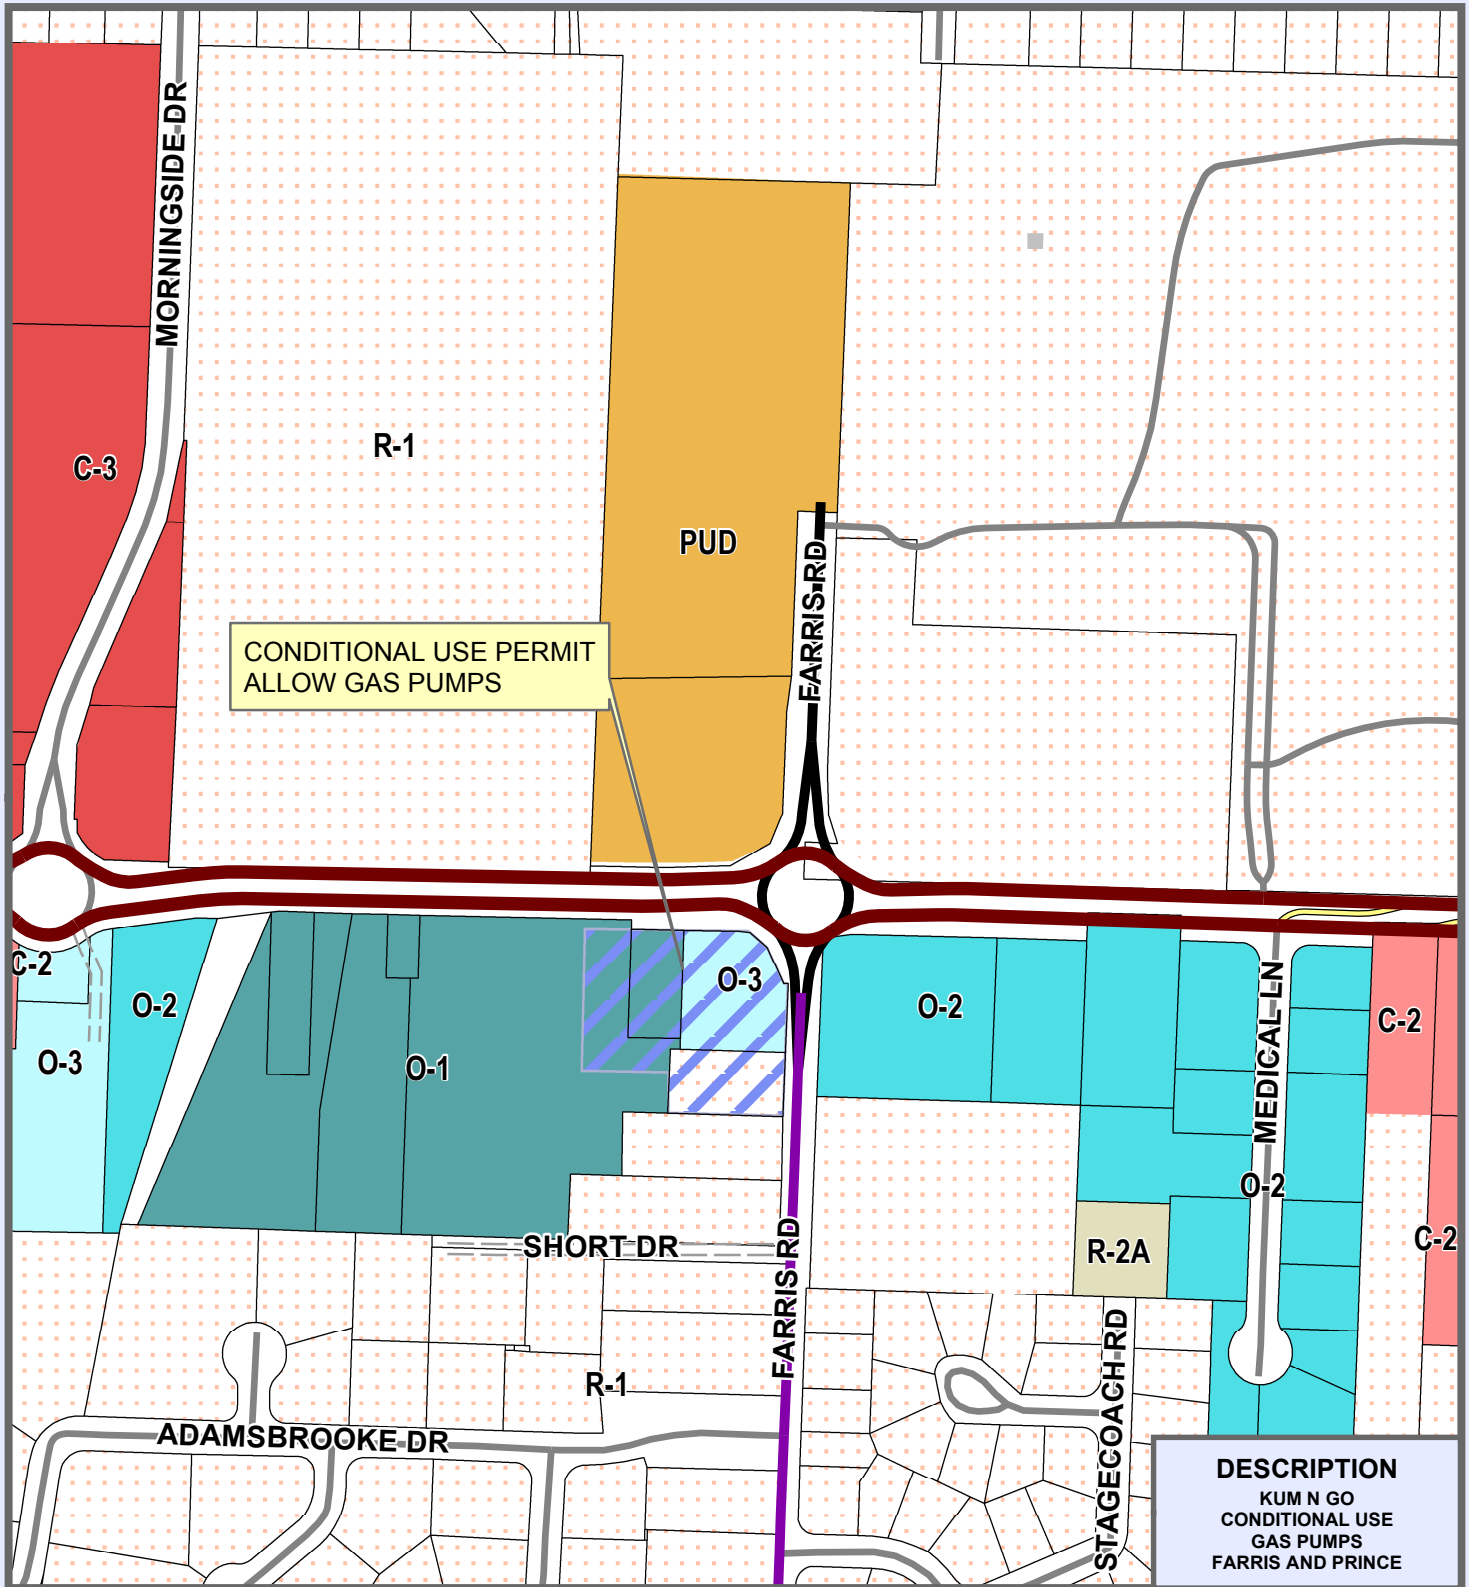 MORNINGSIDE DR
C-3
R-1
PUD
FARRIS RD
CONDITIONAL USE PERMIT
ALLOW GAS PUMPS
C-2
O-3
O-2
O-1
O-3
O-2
MEDICAL LN
C-2
O-2
R-2A
C-2
SHORT DR
FARRIS RD
R-1
ADAMSBROOKE DR
STAGECOACH RD
DESCRIPTION
KUM N GO
CONDITIONAL USE
GAS PUMPS
FARRIS AND PRINCE